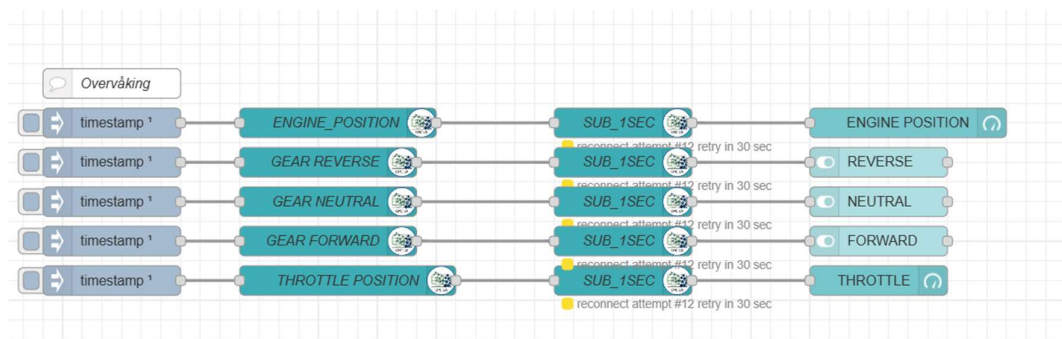 Overvåking
timestamp ¹ ENGINE_POSITION SUB_1SEC ENGINE POSITION
reconnect attempt #12 retry in 30 sec
timestamp ¹ GEAR REVERSE SUB_1SEC REVERSE
reconnect attempt #12 retry in 30 sec
timestamp ¹ GEAR NEUTRAL SUB_1SEC NEUTRAL
reconnect attempt #12 retry in 30 sec
timestamp ¹ GEAR FORWARD SUB_1SEC FORWARD
reconnect attempt #12 retry in 30 sec
timestamp ¹ THROTTLE POSITION SUB_1SEC THROTTLE
reconnect attempt #12 retry in 30 sec